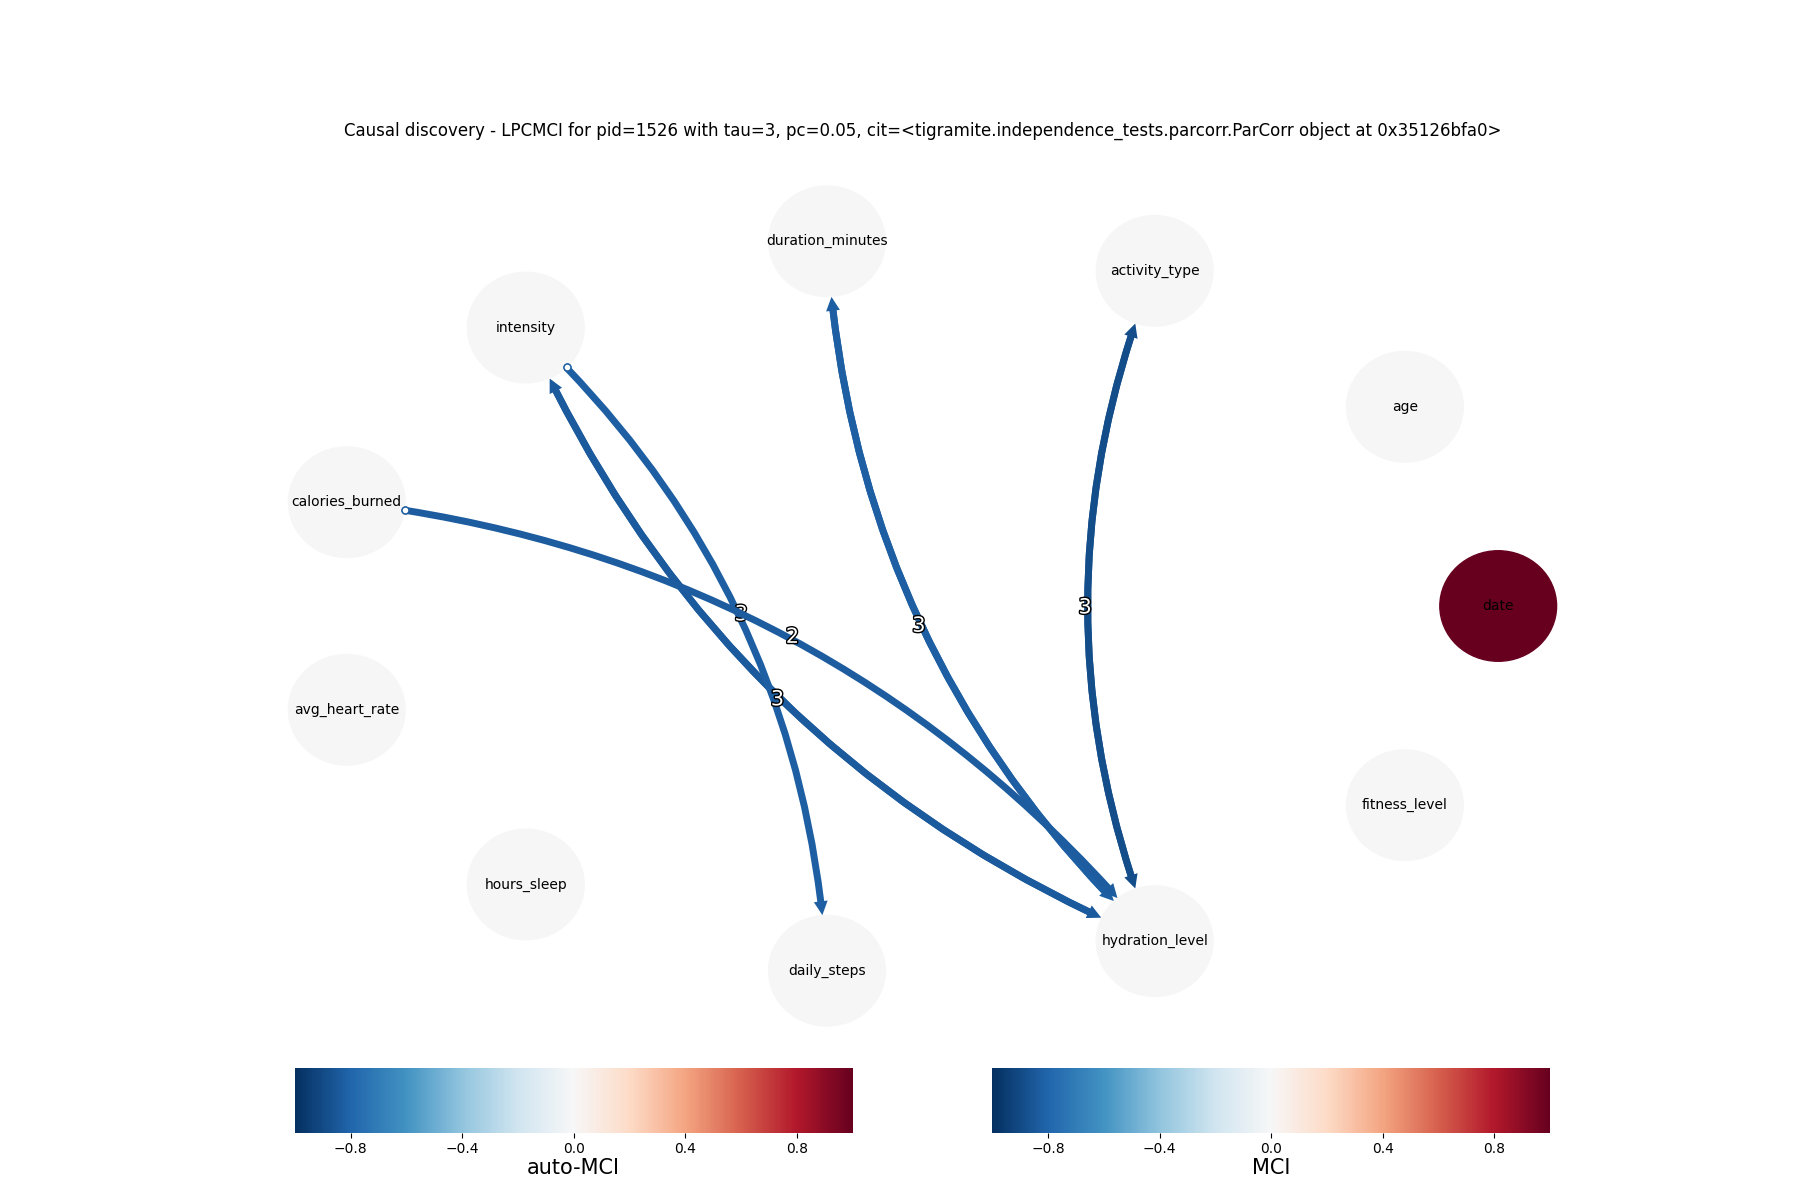 Causal discovery - LPCMCI for pid=1526 with tau=3, pc=0.05, cit=<tigramite.independence_tests.parcorr.ParCorr object at 0x35126bfa0>
duration_minutes
activity_type
intensity
age
calories_burned
date
3
3
3
2
3
avg_heart_rate
fitness_level
hours_sleep
hydration_level
daily_steps
−0.8 −0.4 0.0 0.4 0.8
auto-MCI
−0.8 −0.4 0.0 0.4 0.8
MCI